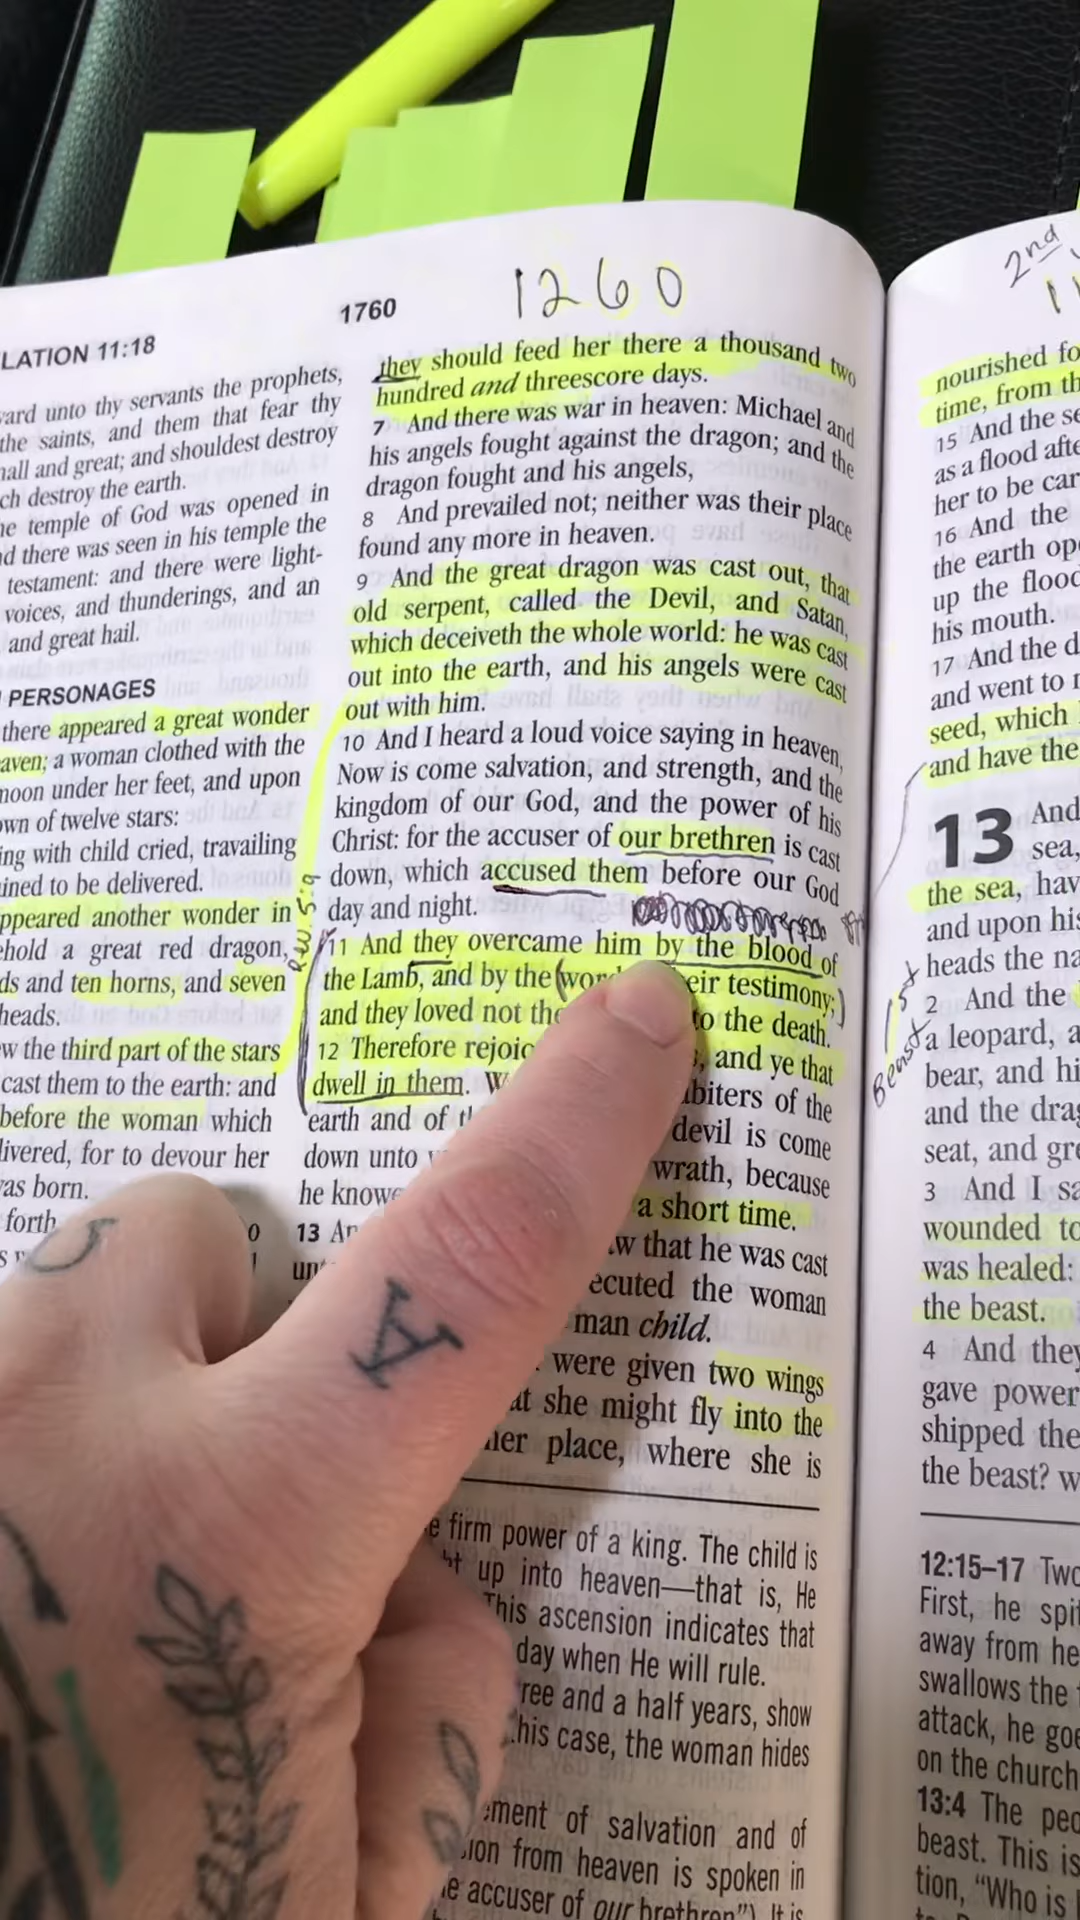 LATION 11:18
1760
1260
ard unto thy servants the prophets,
the saints, and them that fear thy
all and great; and shouldest destroy
ch destroy the earth.
e temple of God was opened in
d there was seen in his temple the
testament: and there were light-
voices, and thunderings, and an
and great hail.
PERSONAGES
there appeared a great wonder
aven; a woman clothed with the
moon under her feet, and upon
own of twelve stars:
ing with child cried, travailing
ined to be delivered.
ppeared another wonder in
ehold a great red dragon,
ds and ten horns, and seven
heads.
w the third part of the stars
cast them to the earth: and
before the woman which
livered, for to devour her
as born.
forth
they should feed her there a thousand two
hundred and threescore days.
7 And there was war in heaven: Michael and
his angels fought against the dragon; and the
dragon fought and his angels,
8 And prevailed not; neither was their place
found any more in heaven.
9 And the great dragon was cast out, that
old serpent, called the Devil, and Satan,
which deceiveth the whole world: he was cast
out into the earth, and his angels were cast
out with him.
10 And I heard a loud voice saying in heaven,
Now is come salvation, and strength, and the
kingdom of our God, and the power of his
Christ: for the accuser of our brethren is cast
down, which accused them before our God
day and night.
11 And they overcame him by the blood of
the Lamb, and by the (word eir testimony;)
and they loved not the to the death.
12 Therefore rejoic , and ye that
dwell in them. W biters of the
earth and of t devil is come
down unto wrath, because
he know a short time.
13 An w that he was cast
un ecuted the woman
man child.
were given two wings
at she might fly into the
her place, where she is
e firm power of a king. The child is
ht up into heaven—that is, He
This ascension indicates that
day when He will rule.
ree and a half years, show
his case, the woman hides
ement of salvation and of
ion from heaven is spoken in
e accuser of our brethren"). It is
2nd
nourished fo
time, from th
15 And the se
as a flood afte
her to be car
16 And the
the earth op
up the flood
his mouth.
17 And the d
and went to
seed, which
and have the
13 And
sea,
the sea, hav
and upon his
heads the na
1st
Beast
2 And the
a leopard, a
bear, and hi
and the drag
seat, and gre
3 And I sa
wounded to
was healed:
the beast.
4 And they
gave power
shipped the
the beast? w
12:15–17 Two
First, he spi
away from he
swallows the
attack, he goe
on the church
13:4 The peo
beast. This is
tion, “Who is